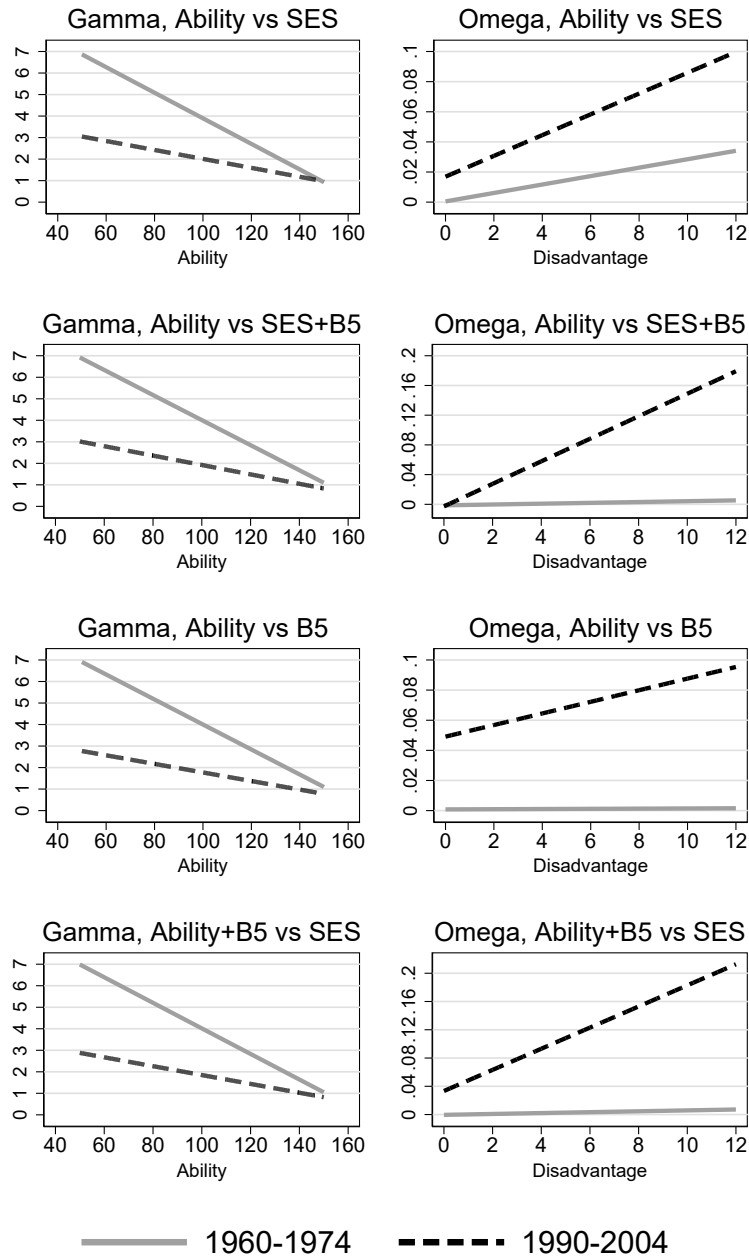 Gamma, Ability vs SES
0 1 2 3 4 5 6 7
40 60 80 100 120 140 160
Ability
Omega, Ability vs SES
0 .02 .04 .06 .08 .1
0 2 4 6 8 10 12
Disadvantage
Gamma, Ability vs SES+B5
0 1 2 3 4 5 6 7
40 60 80 100 120 140 160
Ability
Omega, Ability vs SES+B5
0 .04 .08 .12 .16 .2
0 2 4 6 8 10 12
Disadvantage
Gamma, Ability vs B5
0 1 2 3 4 5 6 7
40 60 80 100 120 140 160
Ability
Omega, Ability vs B5
0 .02 .04 .06 .08 .1
0 2 4 6 8 10 12
Disadvantage
Gamma, Ability+B5 vs SES
0 1 2 3 4 5 6 7
40 60 80 100 120 140 160
Ability
Omega, Ability+B5 vs SES
0 .04 .08 .12 .16 .2
0 2 4 6 8 10 12
Disadvantage
1960-1974 1990-2004